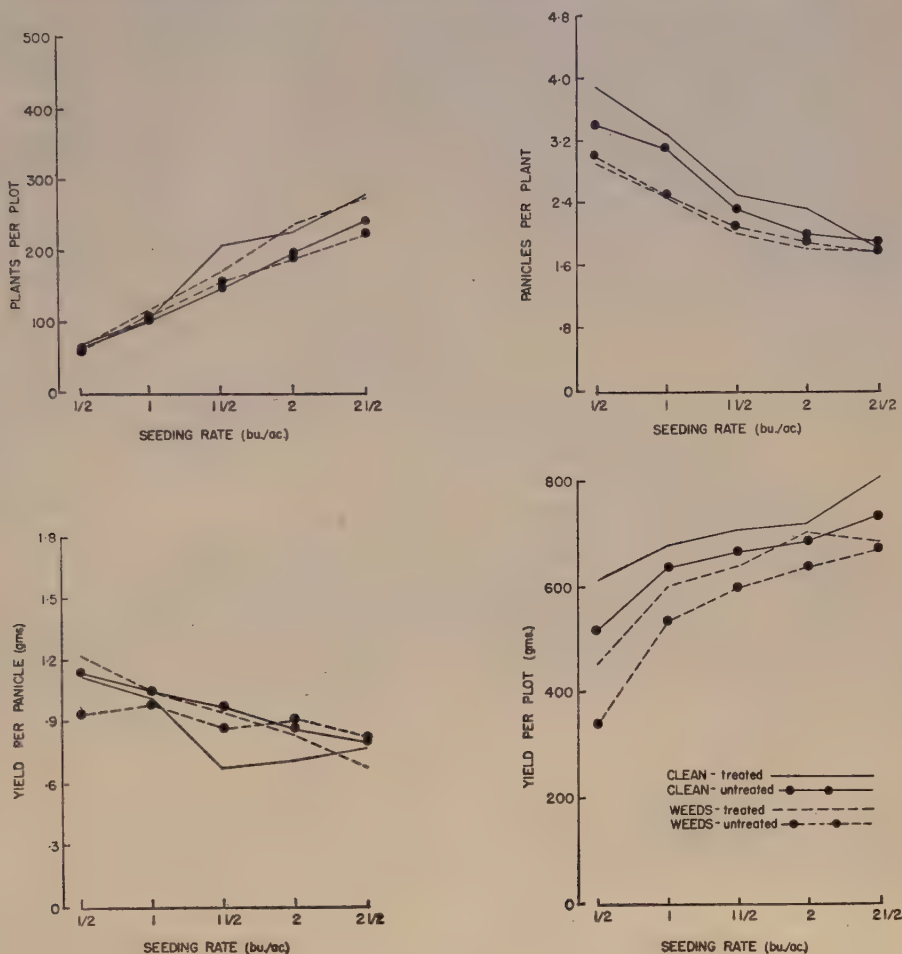 500
400
300
200
100
0
PLANTS PER PLOT
1/2 1 1 1/2 2 2 1/2
SEEDING RATE (bu./ac.)
4·8
4·0
3·2
2·4
1·6
·8
0
PANICLES PER PLANT
1/2 1 1 1/2 2 2 1/2
SEEDING RATE (bu./ac.)
1·8
1·5
1·2
·9
·6
·3
0
YIELD PER PANICLE (gms.)
1/2 1 1 1/2 2 2 1/2
SEEDING RATE (bu./ac.)
800
600
400
200
0
YIELD PER PLOT (gms.)
CLEAN - treated
CLEAN - untreated
WEEDS - treated
WEEDS - untreated
1/2 1 1 1/2 2 2 1/2
SEEDING RATE (bu./ac.)